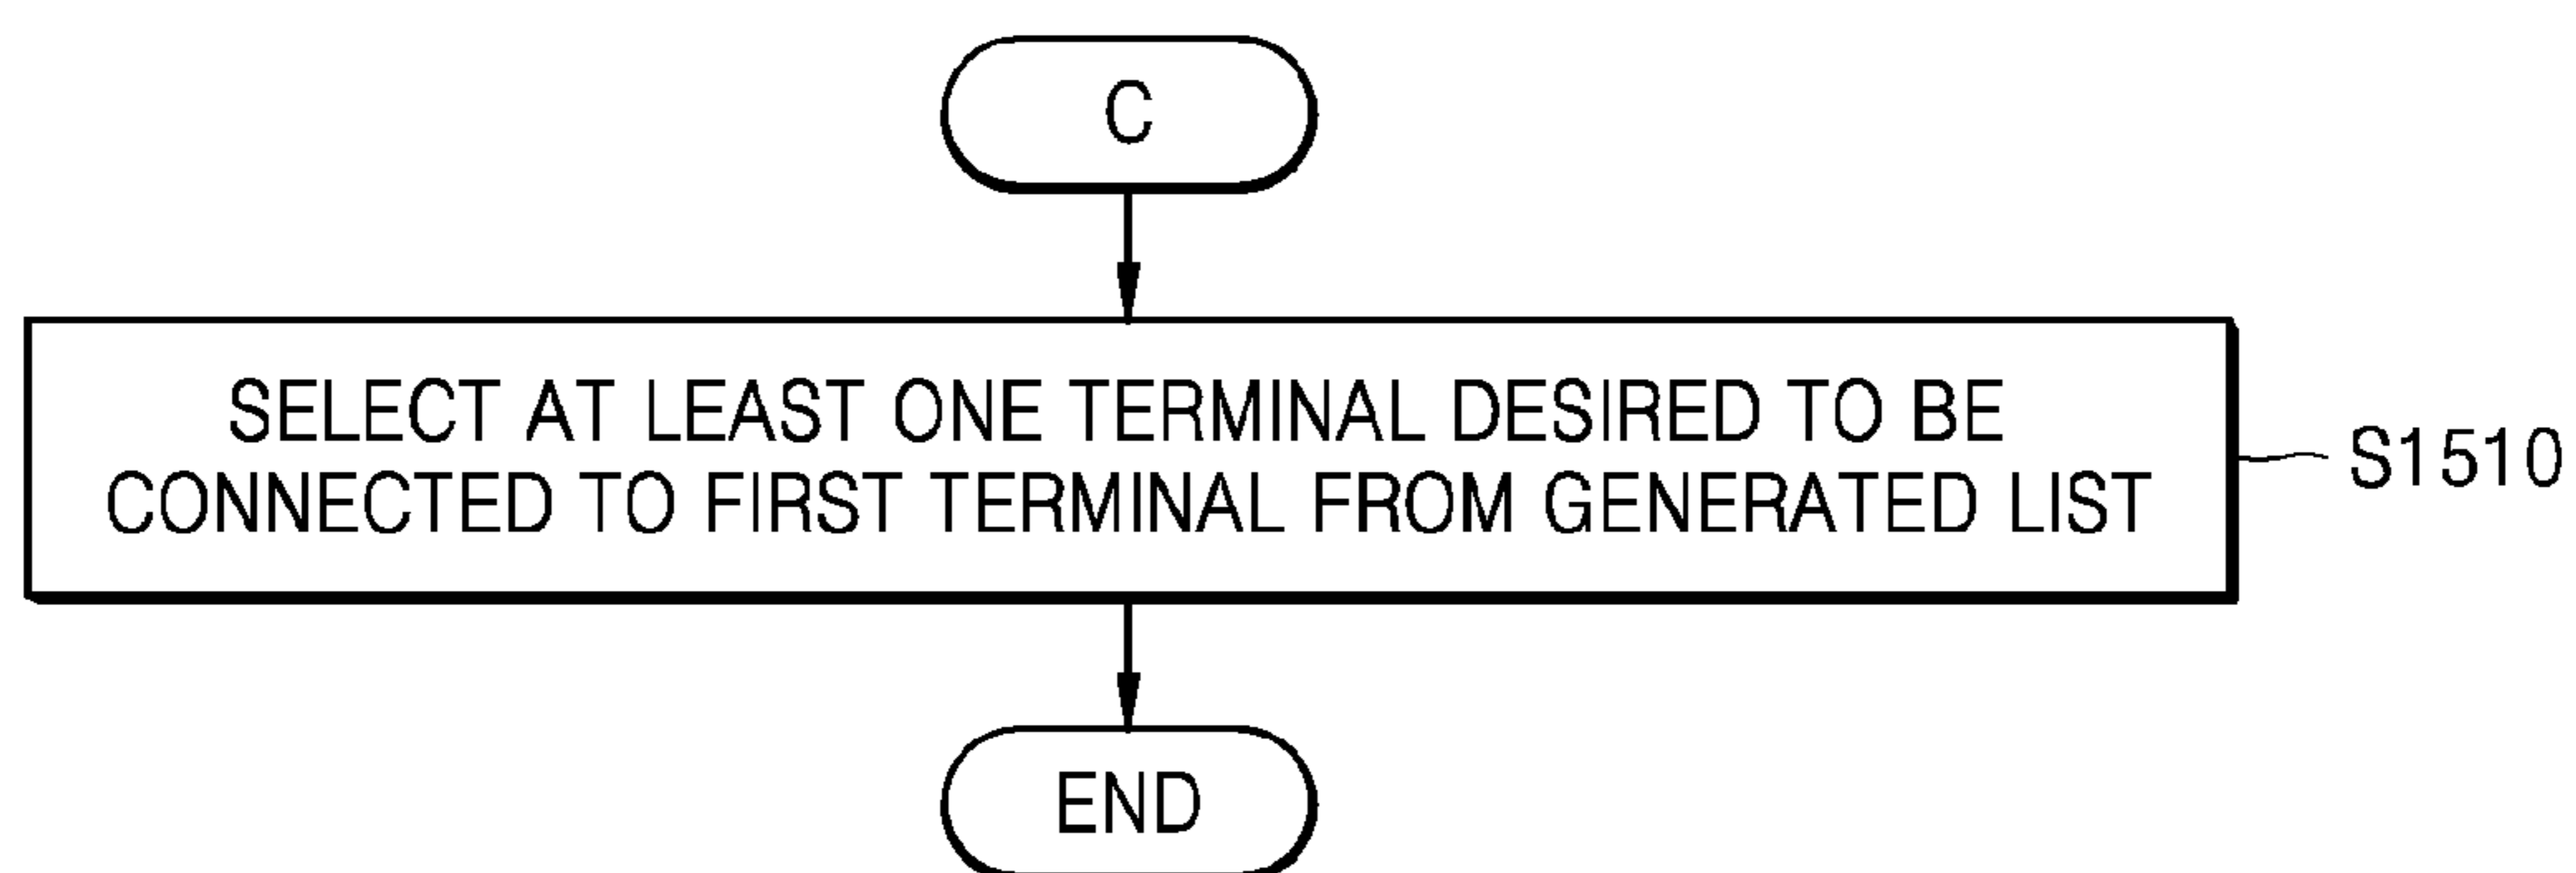 C
SELECT AT LEAST ONE TERMINAL DESIRED TO BE
CONNECTED TO FIRST TERMINAL FROM GENERATED LIST
S1510
END